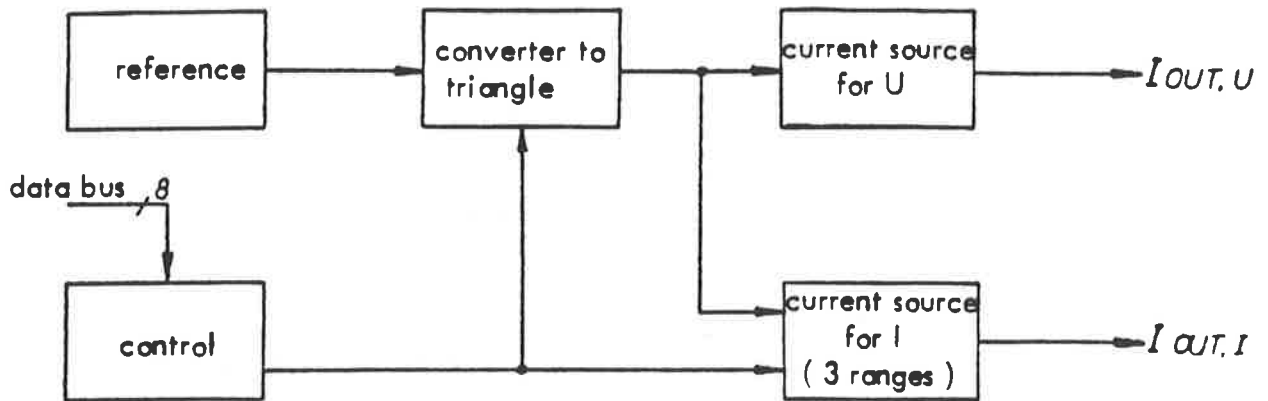 reference
converter to
triangle
current source
for U
I OUT, U
data bus
8
control
current source
for I
( 3 ranges )
I OUT, I